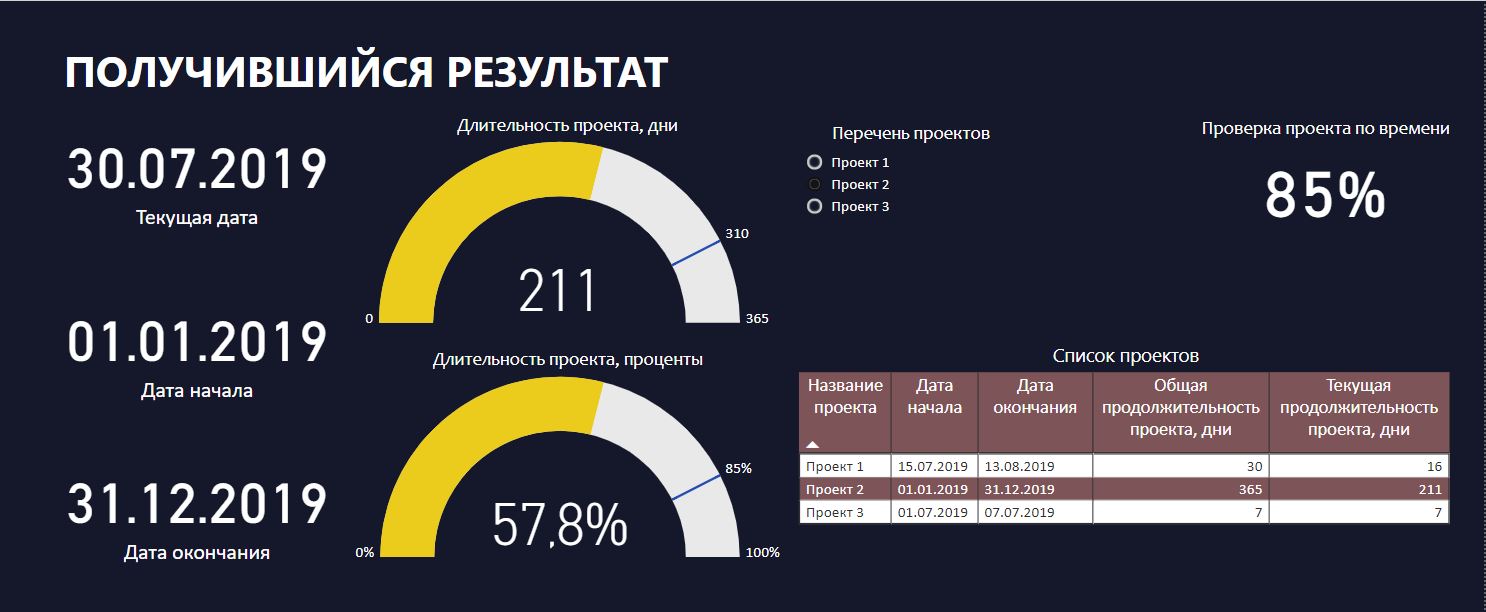 ПОЛУЧИВШИЙСЯ РЕЗУЛЬТАТ
30.07.2019
Текущая дата
01.01.2019
Дата начала
31.12.2019
Дата окончания
Длительность проекта, дни
310
211
0
365
Длительность проекта, проценты
85%
57,8%
0%
100%
Перечень проектов
Проект 1
Проект 2
Проект 3
Проверка проекта по времени
85%
Список проектов
Название проекта Дата начала Дата окончания Общая продолжительность проекта, дни Текущая продолжительность проекта, дни
Проект 1 15.07.2019 13.08.2019 30 16
Проект 2 01.01.2019 31.12.2019 365 211
Проект 3 01.07.2019 07.07.2019 7 7